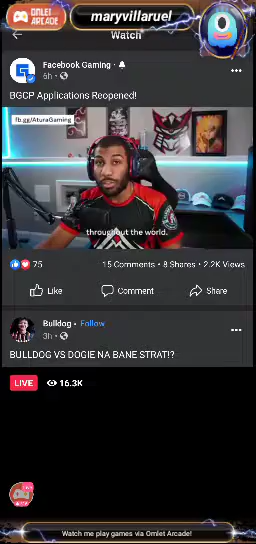 OMLET
ARCADE
maryvillaruel
Watch
Facebook Gaming ·
6h ·
BGCP Applications Reopened!
fb.gg/AturaGaming
throughout the world.
75
15 Comments • 8 Shares • 2.2K Views
Like
Comment
Share
Bulldog • Follow
3h ·
BULLDOG VS DOGIE NA BANE STRAT!?
LIVE
16.3K
Watch me play games via Omlet Arcade!